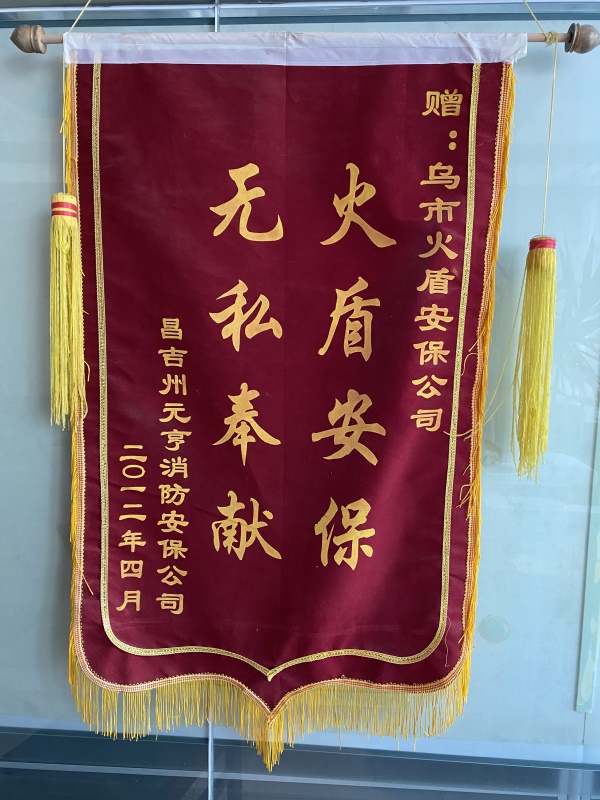 赠：乌市火盾安保公司
火盾安保
无私奉献
昌吉州元亨消防安保公司
二〇一二年四月